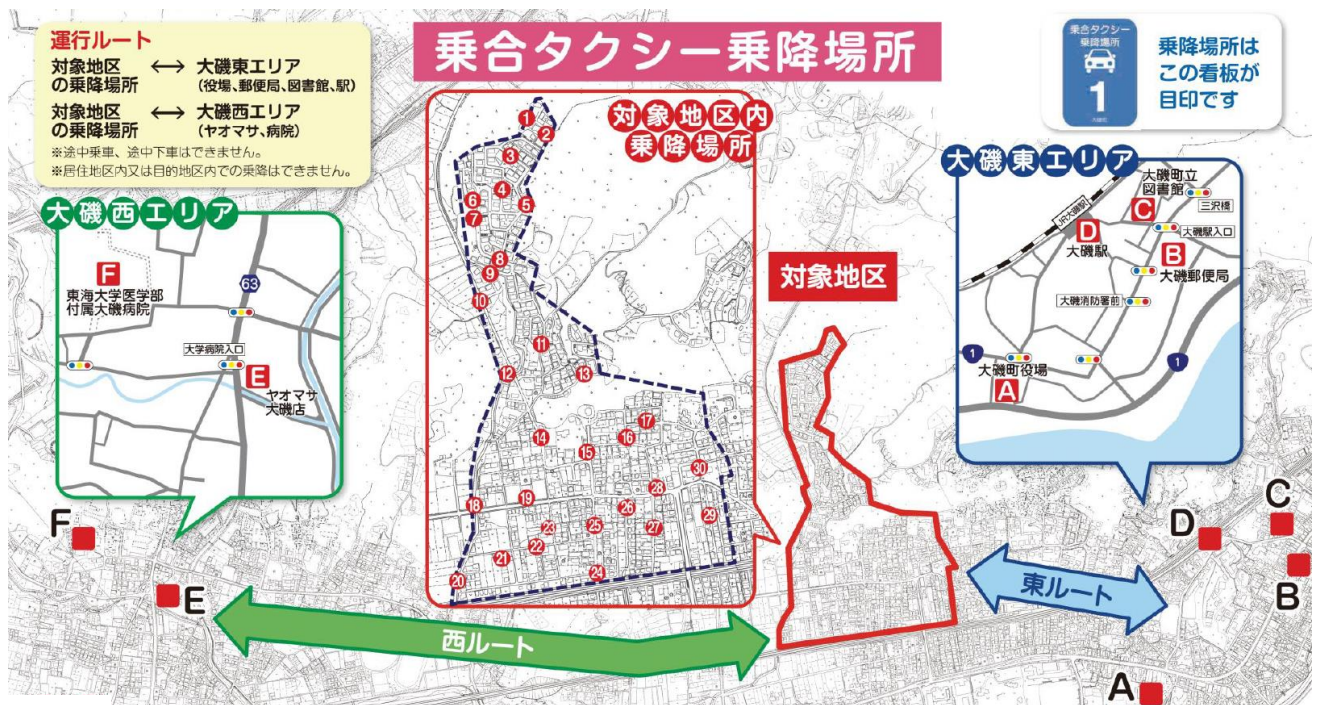 乗合タクシー乗降場所
運行ルート
対象地区 ←→ 大磯東エリア
の乗降場所 (役場、郵便局、図書館、駅)
対象地区 ←→ 大磯西エリア
の乗降場所 (ヤオマサ、病院)
※途中乗車、途中下車はできません。
※居住地区内又は目的地区内での乗降はできません。
乗合タクシー
乗降場所
1
大磯町
乗降場所は
この看板が
目印です
大磯西エリア
F
東海大学医学部
付属大磯病院
63
大学病院入口
E
ヤオマサ
大磯店
対象地区内
乗降場所
1
2
3
4
5
6
7
8
9
10
11
12
13
14
15
16
17
18
19
20
21
22
23
24
25
26
27
28
29
30
対象地区
大磯東エリア
大磯町立
図書館
三沢橋
JR大磯駅
C
大磯駅入口
D
大磯駅
B
大磯郵便局
大磯消防署前
1
大磯町役場
A
1
F
E
西ルート
東ルート
D
C
B
A